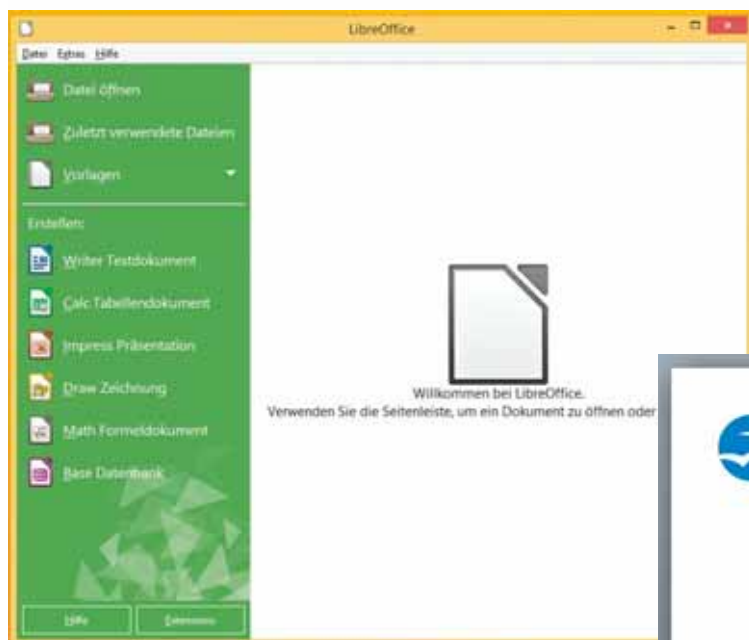 LibreOffice
Datei Extras Hilfe
Datei öffnen
Zuletzt verwendete Dateien
Vorlagen
Erstellen:
Writer Textdokument
Calc Tabellendokument
Impress Präsentation
Draw Zeichnung
Math Formeldokument
Base Datenbank
Willkommen bei LibreOffice.
Verwenden Sie die Seitenleiste, um ein Dokument zu öffnen oder
Hilfe
Extensions